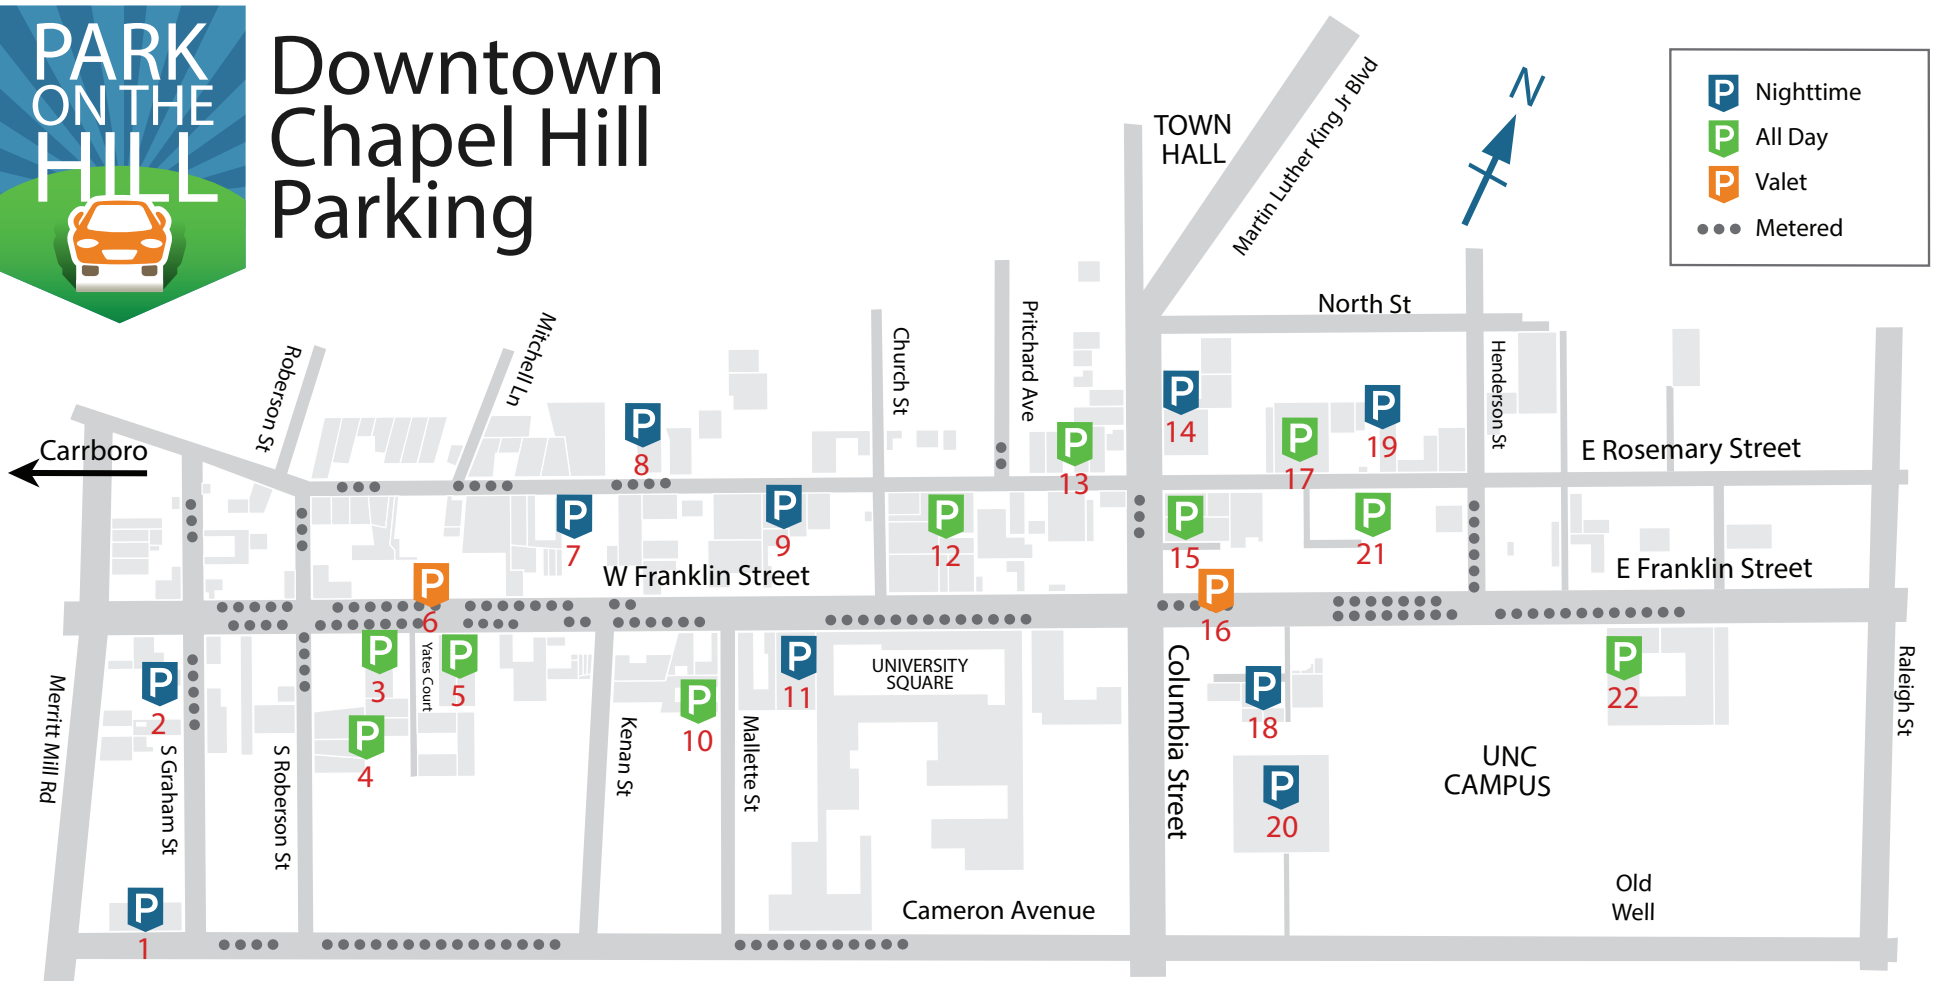 PARK
ON THE
HILL
Downtown
Chapel Hill
Parking
N
P Nighttime
P All Day
P Valet
Metered
TOWN
HALL
Martin Luther King Jr Blvd
North St
Roberson St
Mitchell Ln
Church St
Pritchard Ave
Henderson St
Carrboro
E Rosemary Street
P
8
P
13
P
14
P
17
P
19
P
7
P
9
P
12
P
15
P
21
W Franklin Street
E Franklin Street
P
6
P
16
P
2
P
3
Yates Court
P
5
P
4
P
10
P
11
UNIVERSITY
SQUARE
P
18
P
22
P
20
Merritt Mill Rd
S Graham St
S Roberson St
Kenan St
Mallette St
Columbia Street
Raleigh St
UNC
CAMPUS
Old
Well
Cameron Avenue
P
1